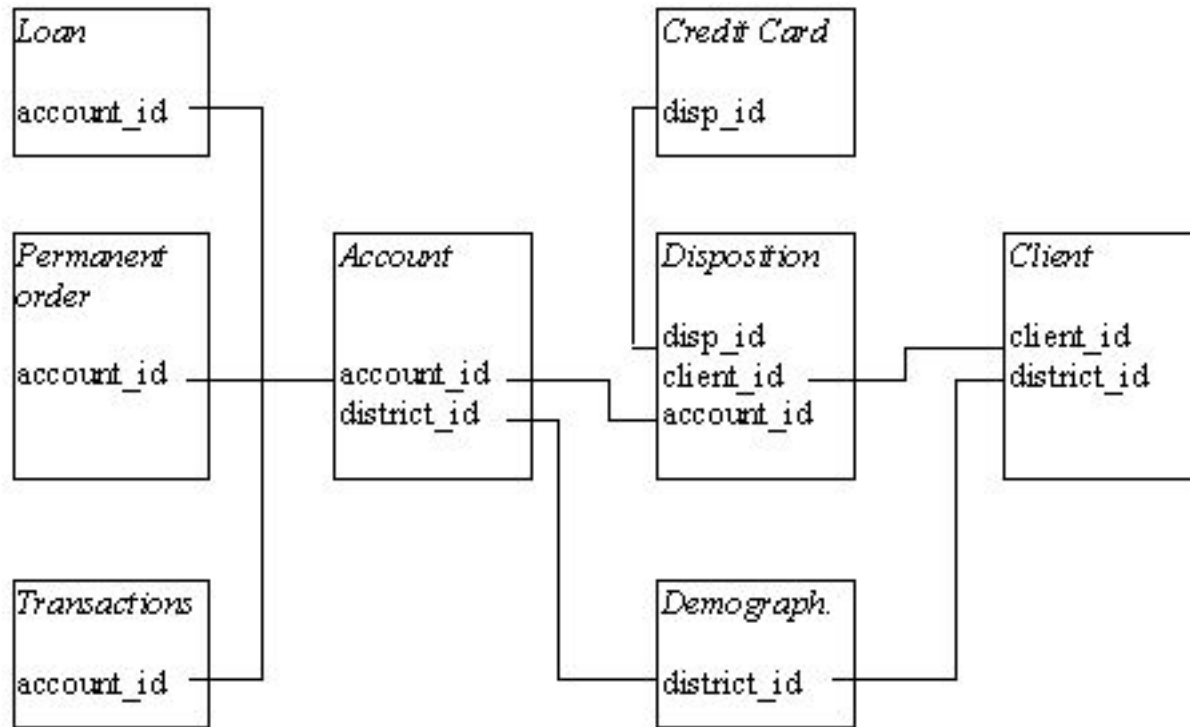 Loan
account_id
Credit Card
disp_id
Permanent
order
account_id
Account
account_id
district_id
Disposition
disp_id
client_id
account_id
Client
client_id
district_id
Transactions
account_id
Demograph.
district_id